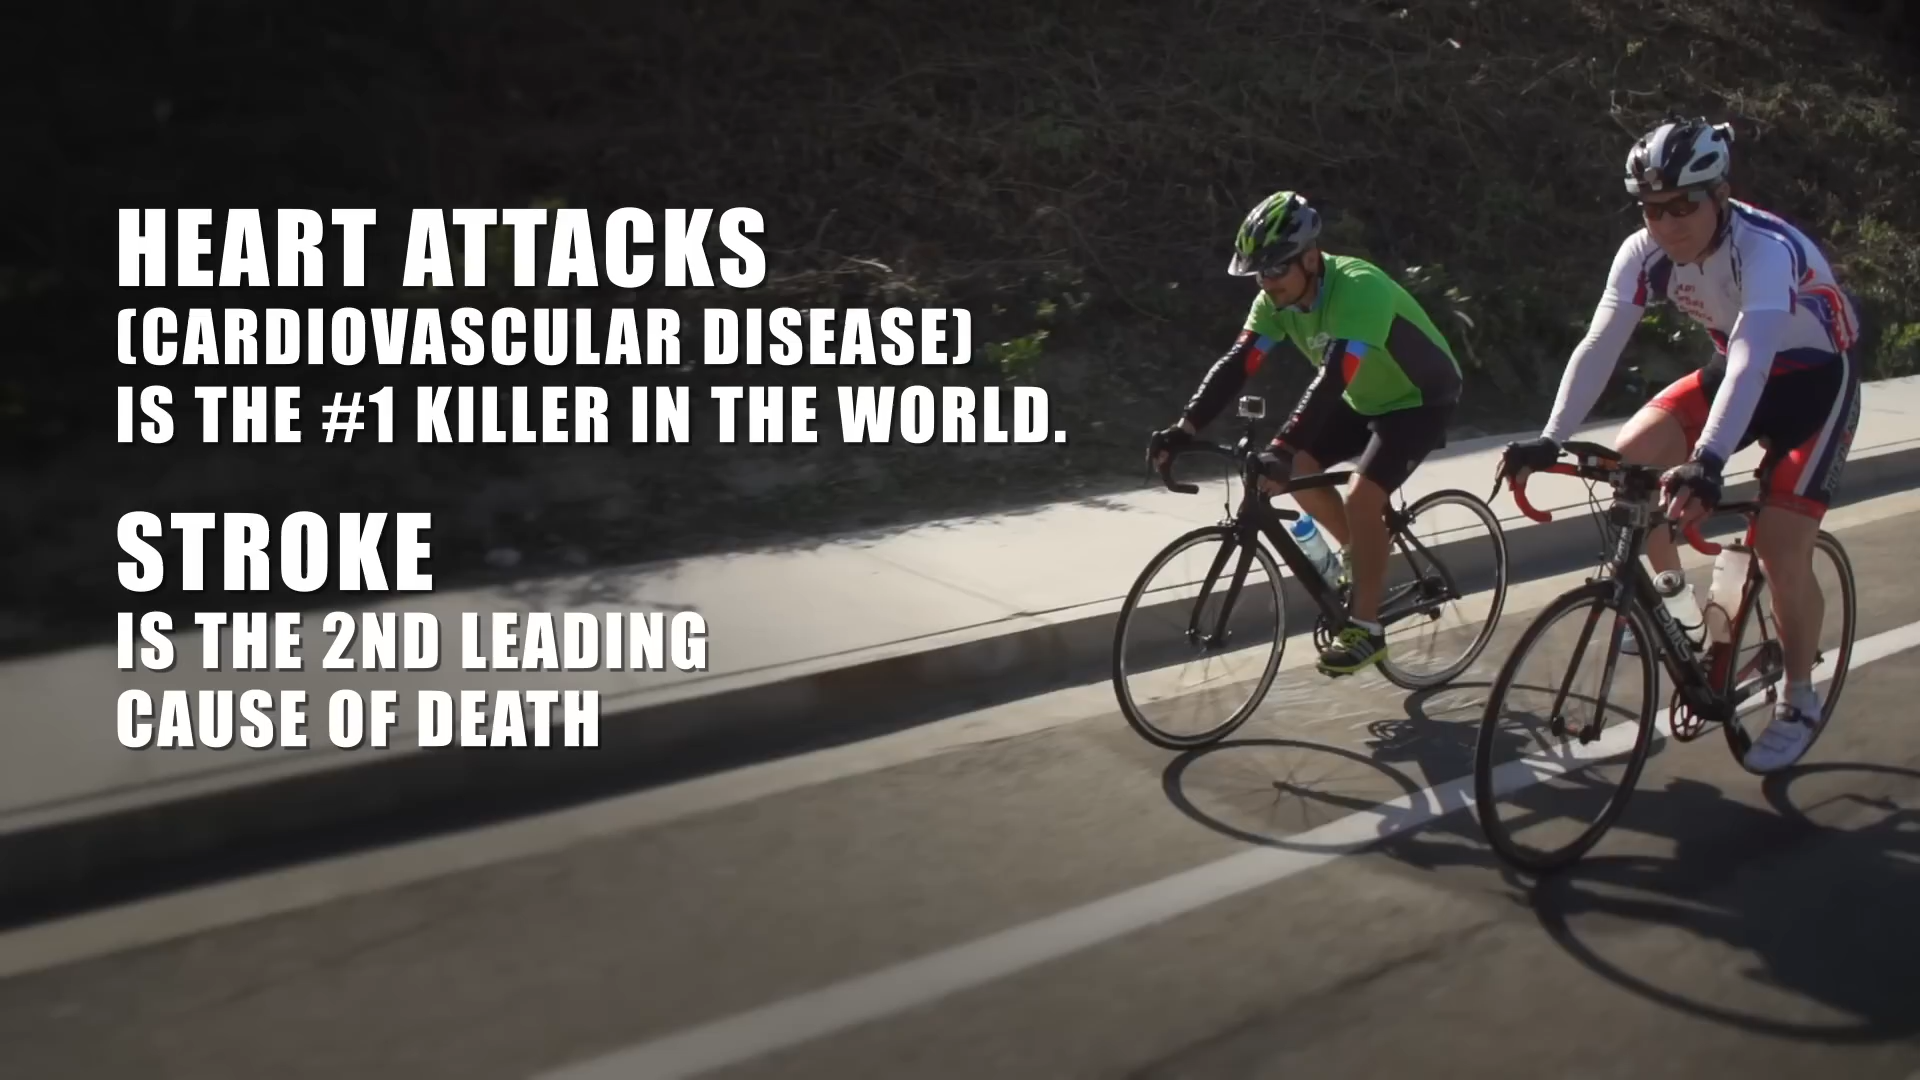 HEART ATTACKS
(CARDIOVASCULAR DISEASE)
IS THE #1 KILLER IN THE WORLD.
STROKE
IS THE 2ND LEADING
CAUSE OF DEATH